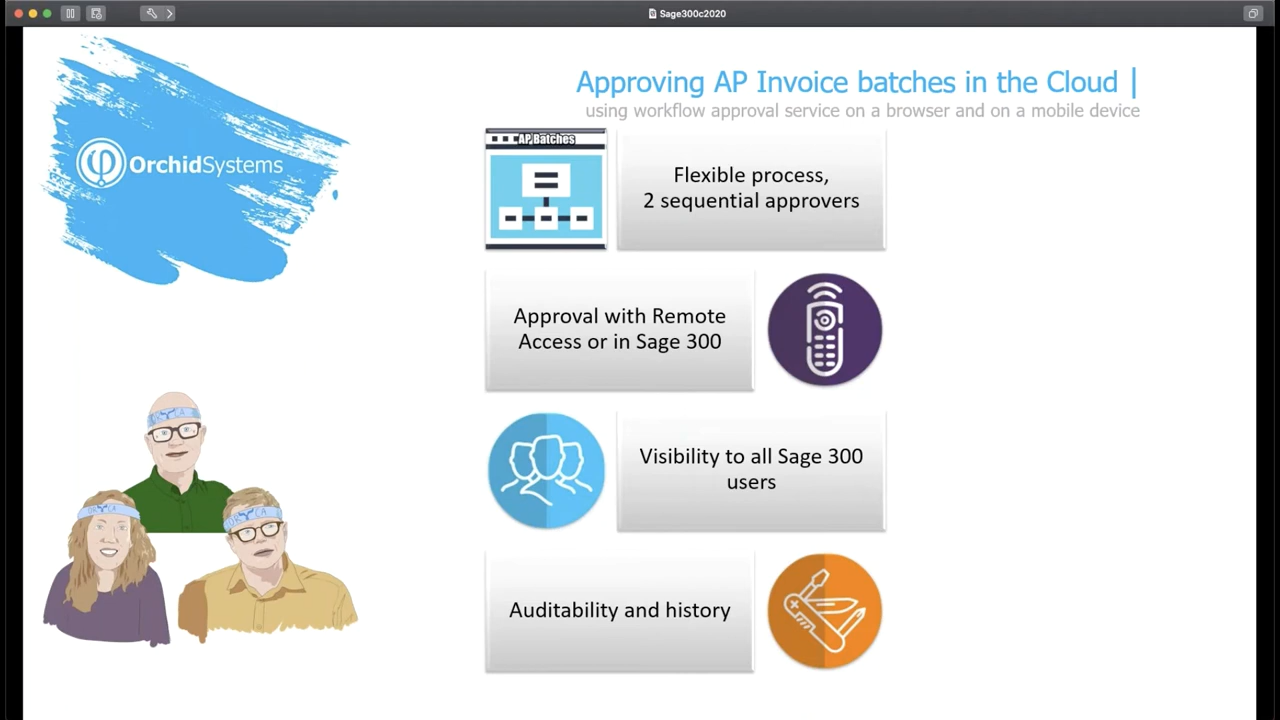 Sage300c2020
Approving AP Invoice batches in the Cloud |
using workflow approval service on a browser and on a mobile device
OrchidSystems
AP Batches
Flexible process,
2 sequential approvers
Approval with Remote
Access or in Sage 300
Visibility to all Sage 300
users
Auditability and history